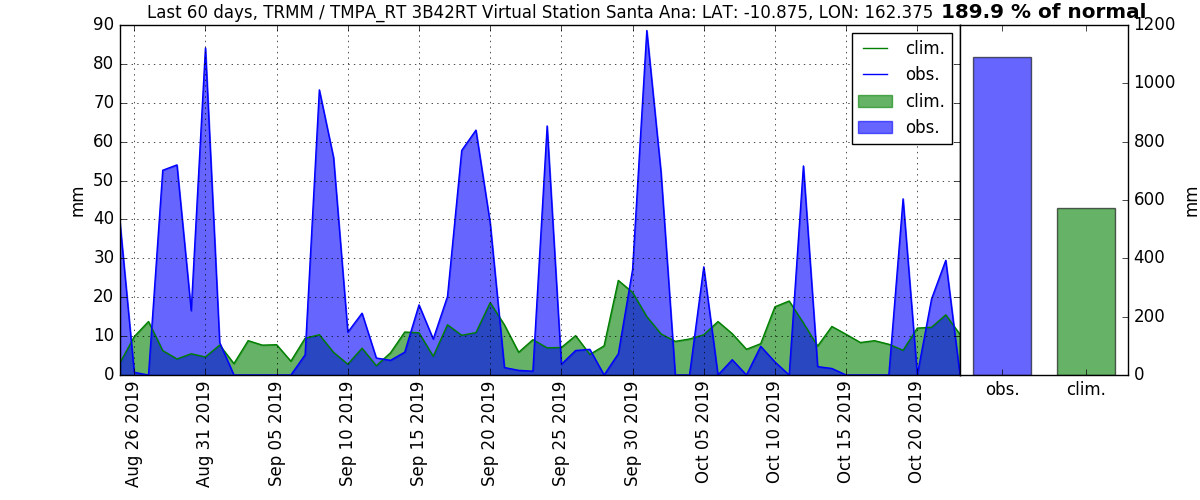 Last 60 days, TRMM / TMPA_RT 3B42RT Virtual Station Santa Ana: LAT: -10.875, LON: 162.375 189.9 % of normal
90
80
70
60
50
40
30
20
10
0
mm
clim.
obs.
clim.
obs.
1200
1000
800
600
400
200
0
mm
obs.
clim.
Aug 26 2019
Aug 31 2019
Sep 05 2019
Sep 10 2019
Sep 15 2019
Sep 20 2019
Sep 25 2019
Sep 30 2019
Oct 05 2019
Oct 10 2019
Oct 15 2019
Oct 20 2019